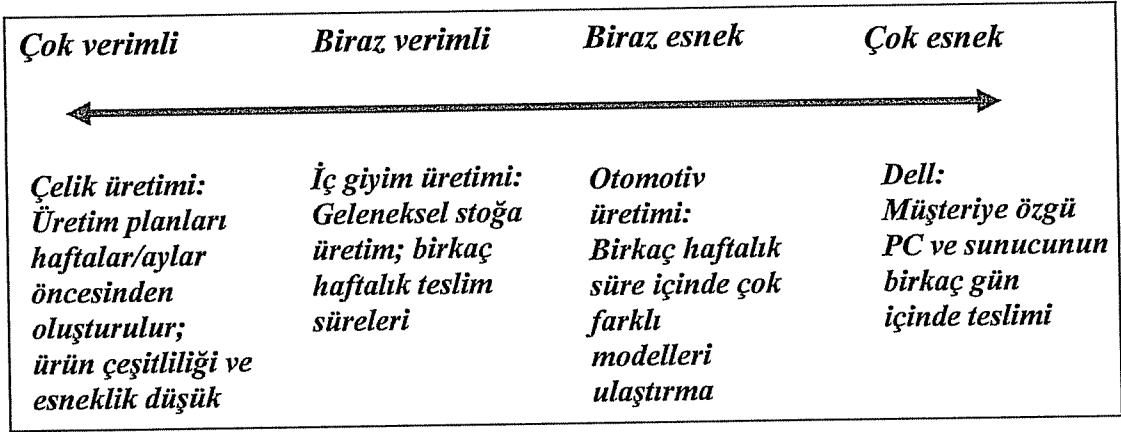 Çok verimli
Biraz verimli
Biraz esnek
Çok esnek
Çelik üretimi:
Üretim planları
haftalar/aylar
öncesinden
oluşturulur;
ürün çeşitliliği ve
esneklik düşük
İç giyim üretimi:
Geleneksel stoğa
üretim; birkaç
haftalık teslim
süreleri
Otomotiv
üretimi:
Birkaç haftalık
süre içinde çok
farklı
modelleri
ulaştırma
Dell:
Müşteriye özgü
PC ve sunucunun
birkaç gün
içinde teslimi